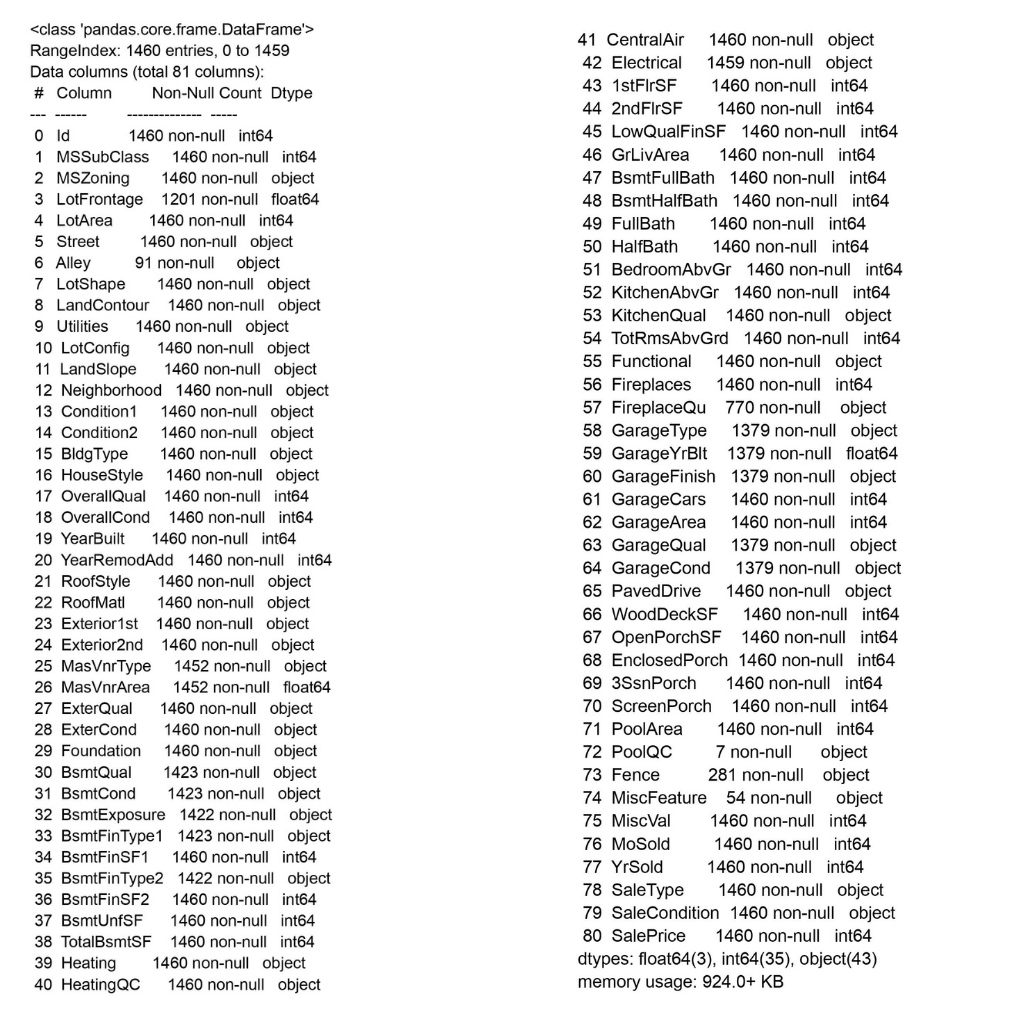 <class 'pandas.core.frame.DataFrame'>
RangeIndex: 1460 entries, 0 to 1459
Data columns (total 81 columns):
# Column Non-Null Count Dtype
--- ------ -------------- -----
0 Id 1460 non-null int64
1 MSSubClass 1460 non-null int64
2 MSZoning 1460 non-null object
3 LotFrontage 1201 non-null float64
4 LotArea 1460 non-null int64
5 Street 1460 non-null object
6 Alley 91 non-null object
7 LotShape 1460 non-null object
8 LandContour 1460 non-null object
9 Utilities 1460 non-null object
10 LotConfig 1460 non-null object
11 LandSlope 1460 non-null object
12 Neighborhood 1460 non-null object
13 Condition1 1460 non-null object
14 Condition2 1460 non-null object
15 BldgType 1460 non-null object
16 HouseStyle 1460 non-null object
17 OverallQual 1460 non-null int64
18 OverallCond 1460 non-null int64
19 YearBuilt 1460 non-null int64
20 YearRemodAdd 1460 non-null int64
21 RoofStyle 1460 non-null object
22 RoofMatl 1460 non-null object
23 Exterior1st 1460 non-null object
24 Exterior2nd 1460 non-null object
25 MasVnrType 1452 non-null object
26 MasVnrArea 1452 non-null float64
27 ExterQual 1460 non-null object
28 ExterCond 1460 non-null object
29 Foundation 1460 non-null object
30 BsmtQual 1423 non-null object
31 BsmtCond 1423 non-null object
32 BsmtExposure 1422 non-null object
33 BsmtFinType1 1423 non-null object
34 BsmtFinSF1 1460 non-null int64
35 BsmtFinType2 1422 non-null object
36 BsmtFinSF2 1460 non-null int64
37 BsmtUnfSF 1460 non-null int64
38 TotalBsmtSF 1460 non-null int64
39 Heating 1460 non-null object
40 HeatingQC 1460 non-null object
41 CentralAir 1460 non-null object
42 Electrical 1459 non-null object
43 1stFlrSF 1460 non-null int64
44 2ndFlrSF 1460 non-null int64
45 LowQualFinSF 1460 non-null int64
46 GrLivArea 1460 non-null int64
47 BsmtFullBath 1460 non-null int64
48 BsmtHalfBath 1460 non-null int64
49 FullBath 1460 non-null int64
50 HalfBath 1460 non-null int64
51 BedroomAbvGr 1460 non-null int64
52 KitchenAbvGr 1460 non-null int64
53 KitchenQual 1460 non-null object
54 TotRmsAbvGrd 1460 non-null int64
55 Functional 1460 non-null object
56 Fireplaces 1460 non-null int64
57 FireplaceQu 770 non-null object
58 GarageType 1379 non-null object
59 GarageYrBlt 1379 non-null float64
60 GarageFinish 1379 non-null object
61 GarageCars 1460 non-null int64
62 GarageArea 1460 non-null int64
63 GarageQual 1379 non-null object
64 GarageCond 1379 non-null object
65 PavedDrive 1460 non-null object
66 WoodDeckSF 1460 non-null int64
67 OpenPorchSF 1460 non-null int64
68 EnclosedPorch 1460 non-null int64
69 3SsnPorch 1460 non-null int64
70 ScreenPorch 1460 non-null int64
71 PoolArea 1460 non-null int64
72 PoolQC 7 non-null object
73 Fence 281 non-null object
74 MiscFeature 54 non-null object
75 MiscVal 1460 non-null int64
76 MoSold 1460 non-null int64
77 YrSold 1460 non-null int64
78 SaleType 1460 non-null object
79 SaleCondition 1460 non-null object
80 SalePrice 1460 non-null int64
dtypes: float64(3), int64(35), object(43)
memory usage: 924.0+ KB